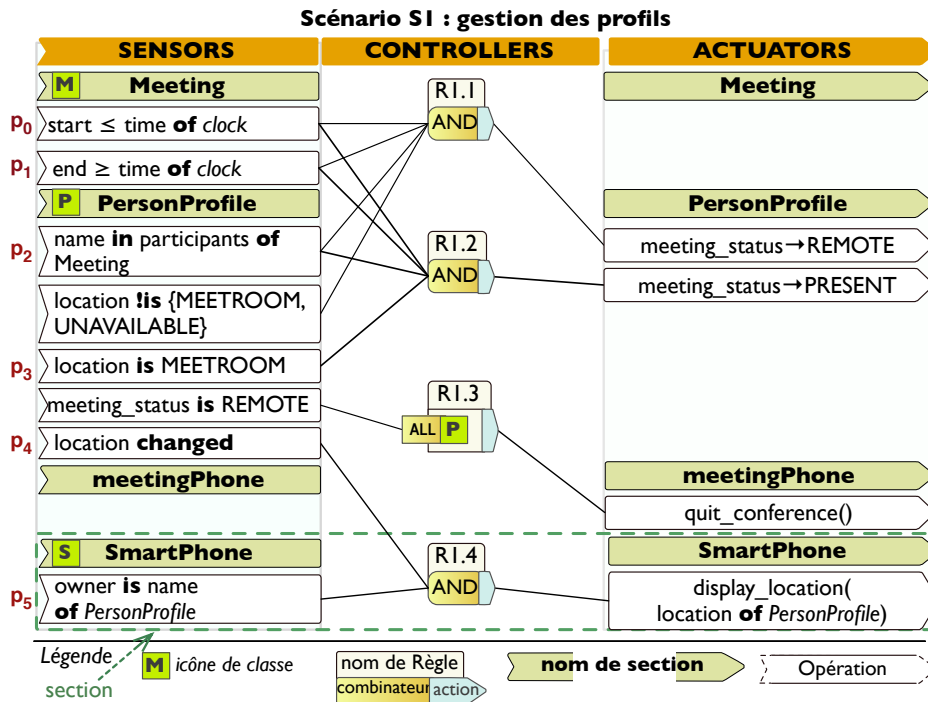 Scénario S1 : gestion des profils
SENSORS CONTROLLERS ACTUATORS
M Meeting R1.1 Meeting
p0 start ≤ time of clock AND
p1 end ≥ time of clock
P PersonProfile PersonProfile
p2 name in participants of R1.2 meeting_status→REMOTE
Meeting AND meeting_status→PRESENT
location !is {MEETROOM,
UNAVAILABLE}
p3 location is MEETROOM
meeting_status is REMOTE R1.3
p4 location changed ALL P
meetingPhone meetingPhone
quit_conference()
S SmartPhone R1.4 SmartPhone
p5 owner is name AND display_location(
of PersonProfile location of PersonProfile)
Légende M icône de classe nom de Règle nom de section Opération
section combinateur action